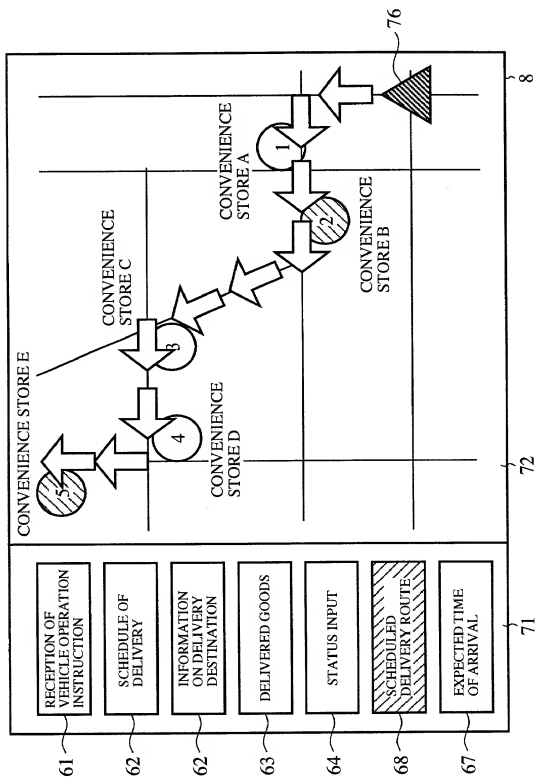 61
RECEPTION OF
VEHICLE OPERATION
INSTRUCTION
62
SCHEDULE OF
DELIVERY
62
INFORMATION
ON DELIVERY
DESTINATION
63
DELIVERED GOODS
64
STATUS INPUT
68
SCHEDULED
DELIVERY ROUTE
67
EXPECTED TIME
OF ARRIVAL
71
72
8
76
CONVENIENCE STORE E
5
CONVENIENCE
STORE D
4
CONVENIENCE
STORE C
3
CONVENIENCE
STORE B
2
CONVENIENCE
STORE A
1